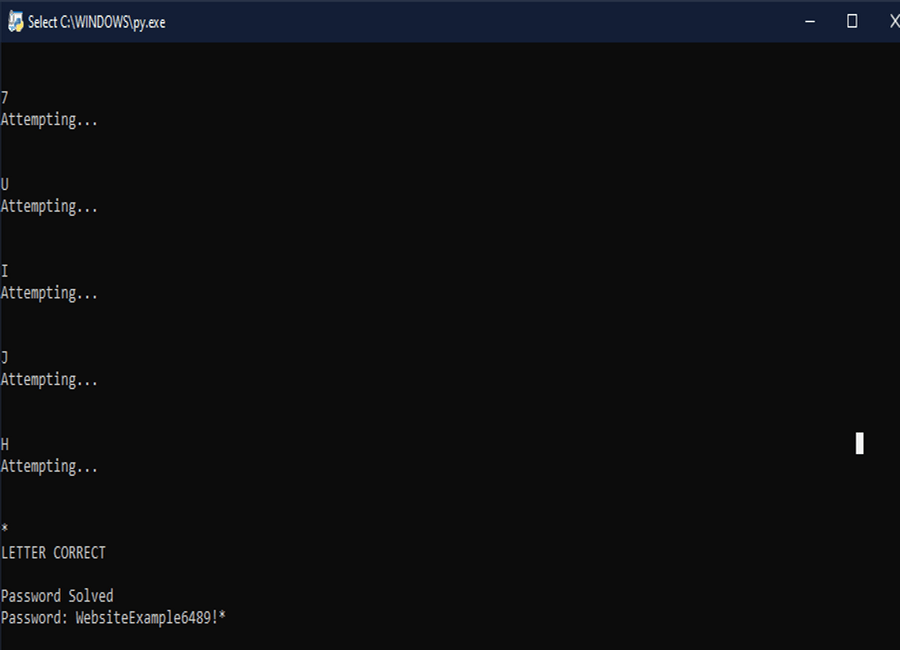 Select C:\WINDOWS\py.exe
7
Attempting...
U
Attempting...
I
Attempting...
J
Attempting...
H
Attempting...
*
LETTER CORRECT
Password Solved
Password: WebsiteExample6489!*